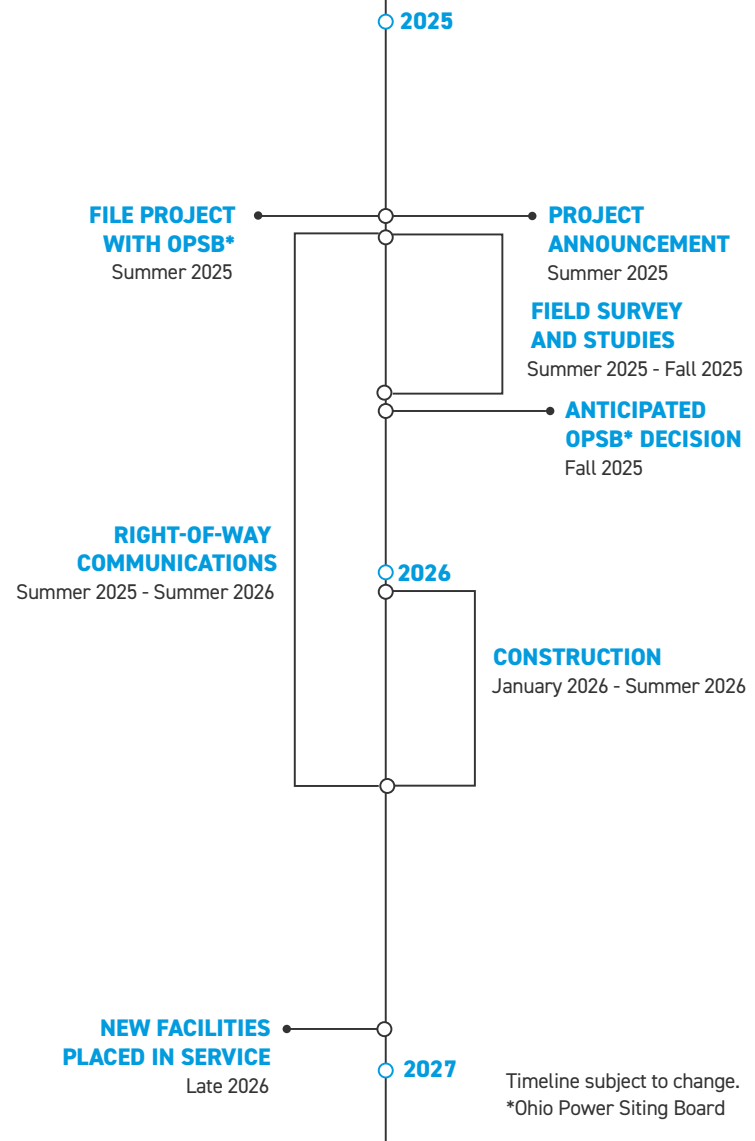 2025
FILE PROJECT
WITH OPSB*
Summer 2025
PROJECT
ANNOUNCEMENT
Summer 2025
FIELD SURVEY
AND STUDIES
Summer 2025 - Fall 2025
ANTICIPATED
OPSB* DECISION
Fall 2025
RIGHT-OF-WAY
COMMUNICATIONS
Summer 2025 - Summer 2026
2026
CONSTRUCTION
January 2026 - Summer 2026
NEW FACILITIES
PLACED IN SERVICE
Late 2026
2027
Timeline subject to change.
*Ohio Power Siting Board